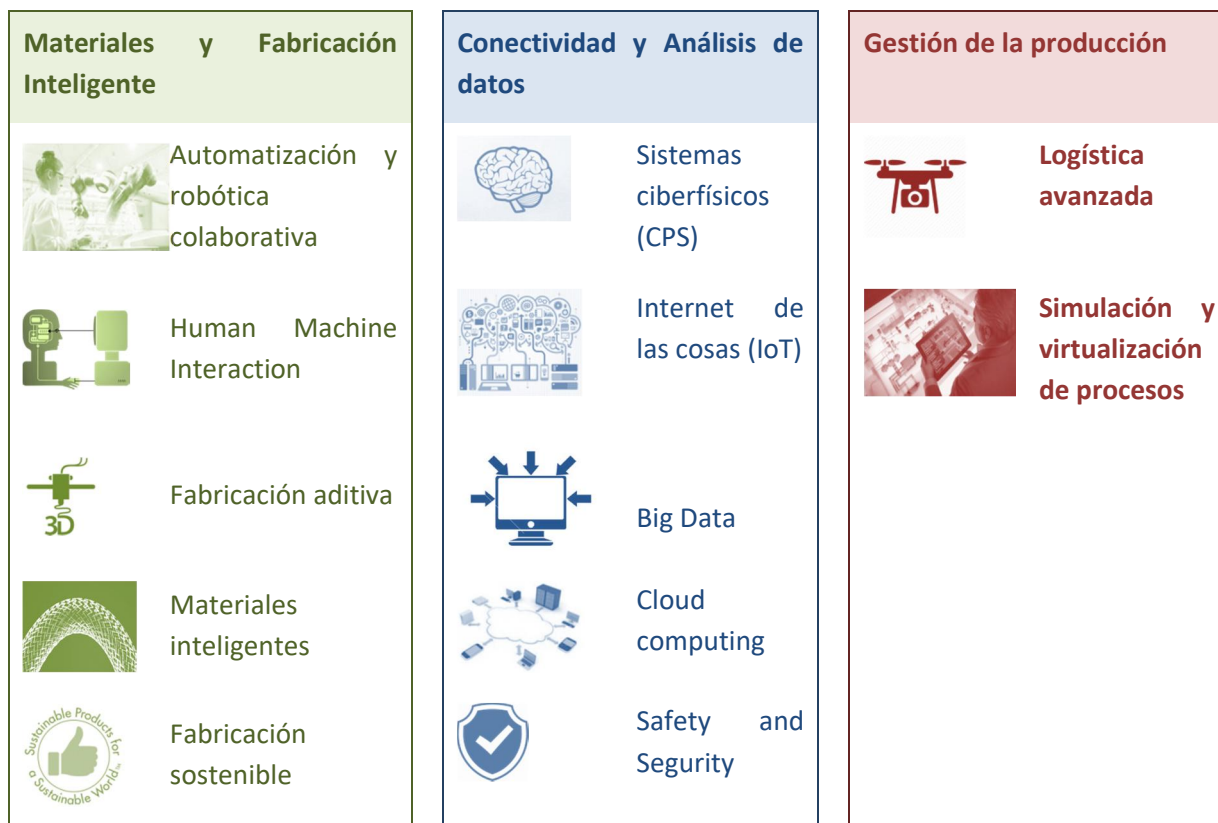 Materiales y Fabricación
Inteligente
Automatización y
robótica
colaborativa
Human Machine
Interaction
3D
Fabricación aditiva
Materiales
inteligentes
Sustainable Products for
a Sustainable World
Fabricación
sostenible
Conectividad y Análisis de
datos
Sistemas
ciberfísicos
(CPS)
Internet de
las cosas (IoT)
Big Data
Cloud
computing
Safety and
Segurity
Gestión de la producción
Logística
avanzada
Simulación y
virtualización
de procesos